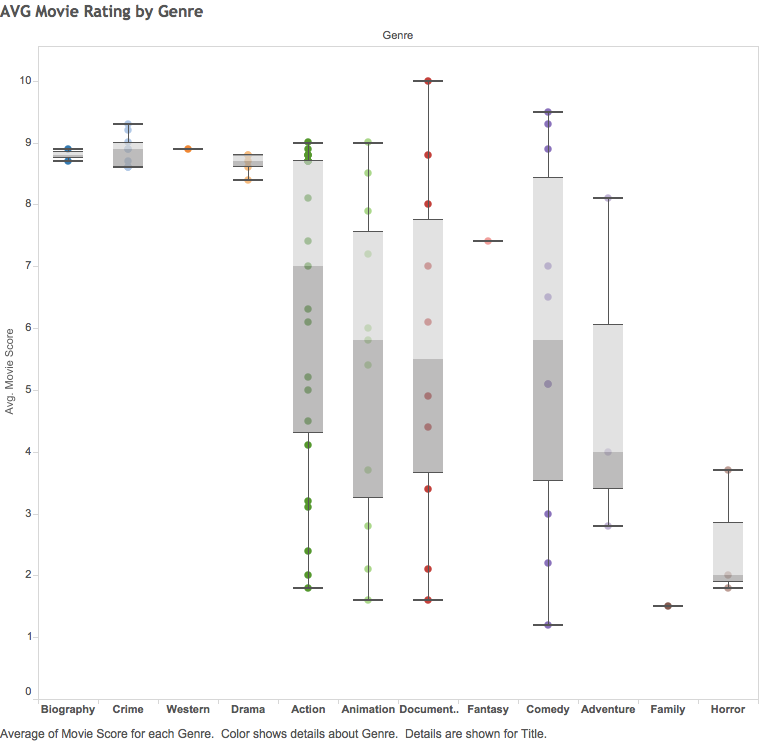 AVG Movie Rating by Genre
Genre
10
9
8
7
6
5
4
3
2
1
0
Avg. Movie Score
Biography Crime Western Drama Action Animation Document.. Fantasy Comedy Adventure Family Horror
Average of Movie Score for each Genre.  Color shows details about Genre.  Details are shown for Title.